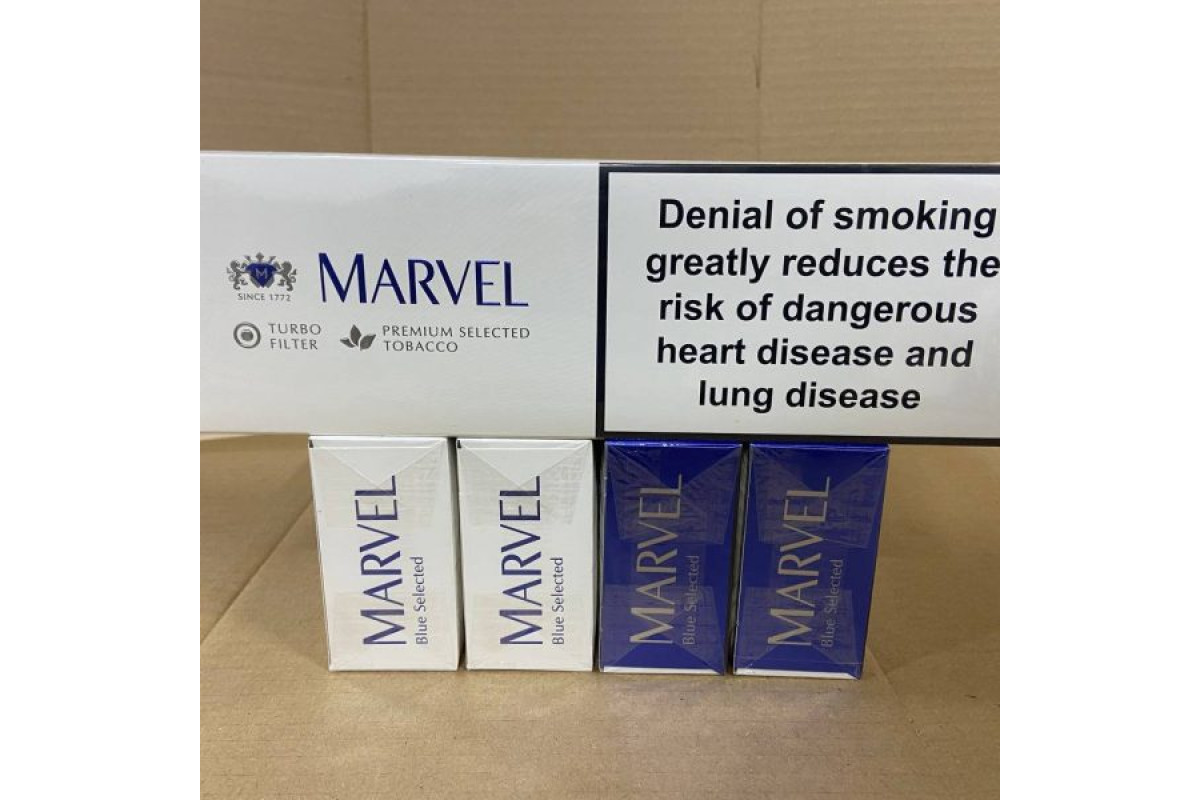 M
SINCE 1772
MARVEL
TURBO
FILTER
PREMIUM SELECTED
TOBACCO
Denial of smoking
greatly reduces the
risk of dangerous
heart disease and
lung disease
MARVEL
Blue Selected
MARVEL
Blue Selected
MARVEL
Blue Selected
MARVEL
Blue Selected